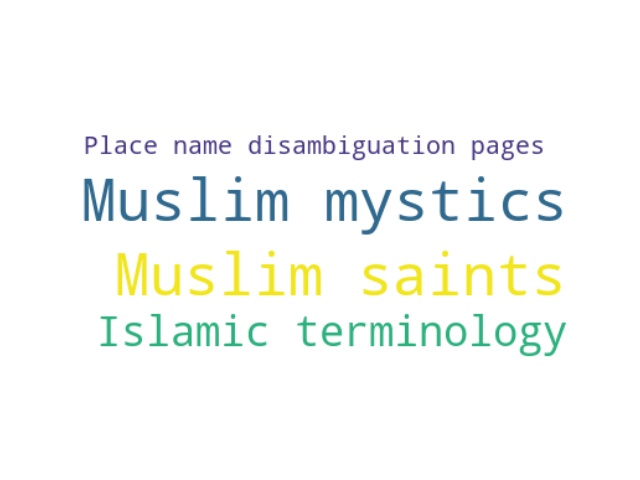 Place name disambiguation pages
Muslim mystics
Muslim saints
Islamic terminology